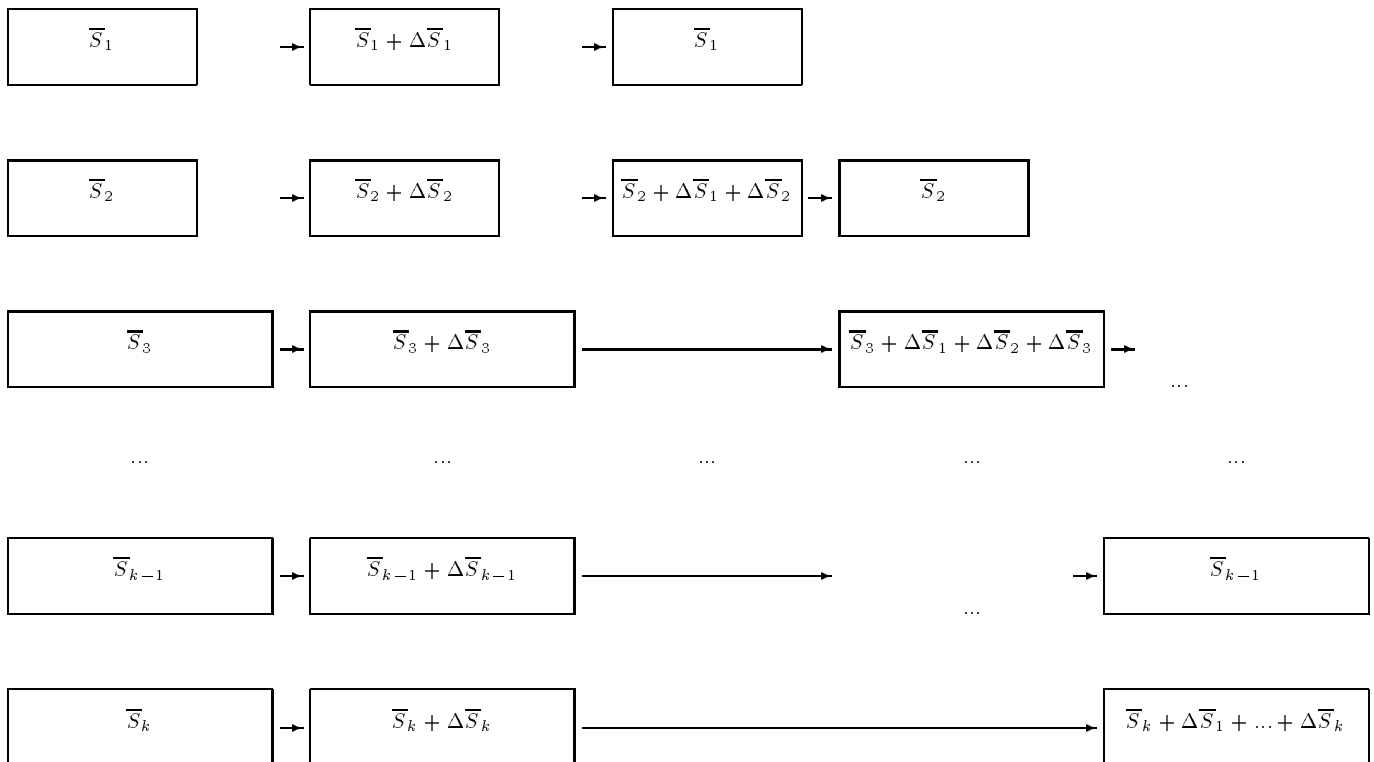 S̅₁ S̅₁ + ΔS̅₁ S̅₁
S̅₂ S̅₂ + ΔS̅₂ S̅₂ + ΔS̅₁ + ΔS̅₂ S̅₂
S̅₃ S̅₃ + ΔS̅₃ S̅₃ + ΔS̅₁ + ΔS̅₂ + ΔS̅₃
...
... ... ... ... ...
S̅ₖ₋₁ S̅ₖ₋₁ + ΔS̅ₖ₋₁ S̅ₖ₋₁
...
S̅ₖ S̅ₖ + ΔS̅ₖ S̅ₖ + ΔS̅₁ + ... + ΔS̅ₖ